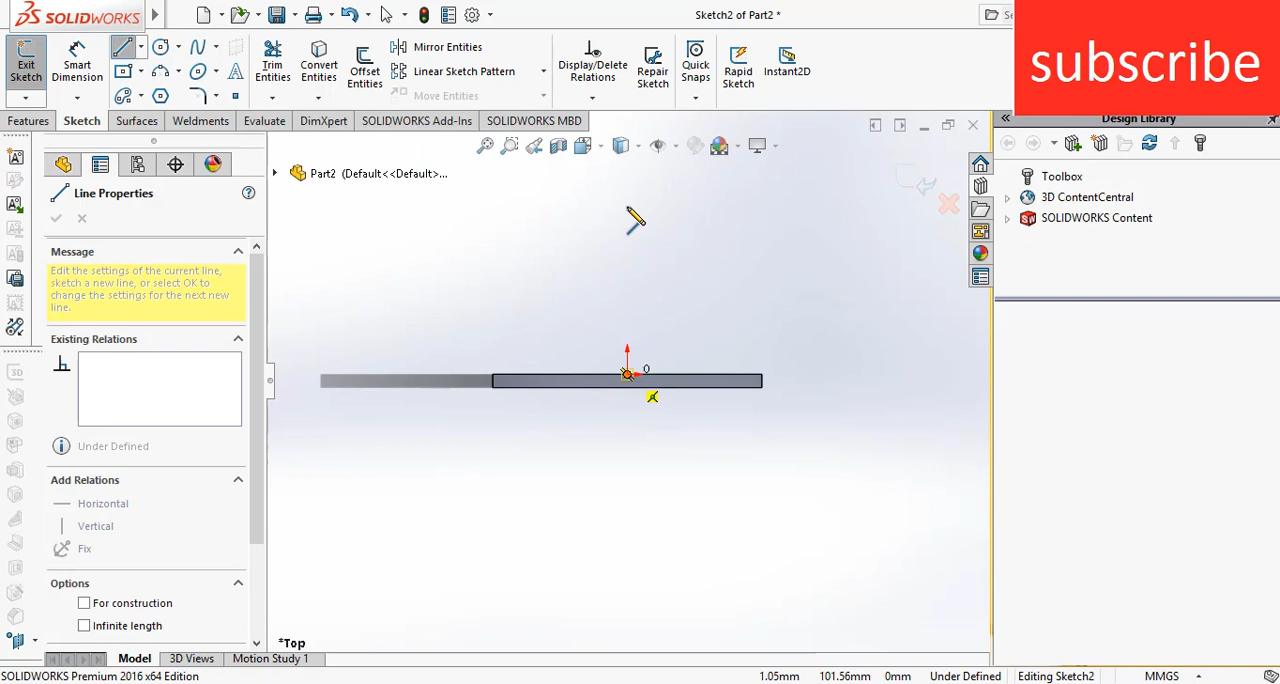 SOLIDWORKS
Sketch2 of Part2 *
subscribe
Exit Sketch
Smart Dimension
Trim Entities
Convert Entities
Offset Entities
Mirror Entities
Linear Sketch Pattern
Move Entities
Display/Delete Relations
Repair Sketch
Quick Snaps
Rapid Sketch
Instant2D
Features
Sketch
Surfaces
Weldments
Evaluate
DimXpert
SOLIDWORKS Add-Ins
SOLIDWORKS MBD
Design Library
Part2 (Default<<Default>...
Toolbox
3D ContentCentral
SOLIDWORKS Content
Line Properties
Message
Edit the settings of the current line,
sketch a new line, or select OK to
change the settings for the next new
line.
Existing Relations
Under Defined
Add Relations
Horizontal
Vertical
Fix
Options
For construction
Infinite length
0
*Top
Model
3D Views
Motion Study 1
SOLIDWORKS Premium 2016 x64 Edition
1.05mm
101.56mm
0mm
Under Defined
Editing Sketch2
MMGS